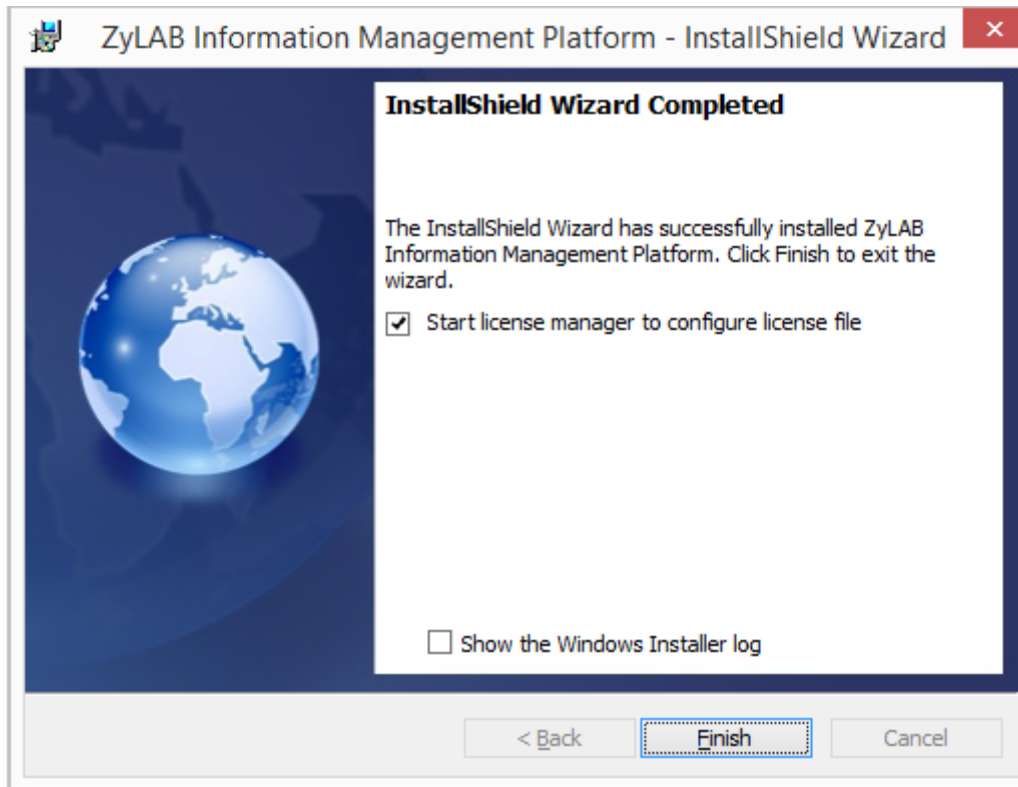 ZyLAB Information Management Platform - InstallShield Wizard
InstallShield Wizard Completed
The InstallShield Wizard has successfully installed ZyLAB
Information Management Platform. Click Finish to exit the
wizard.
Start license manager to configure license file
Show the Windows Installer log
< Back
Finish
Cancel